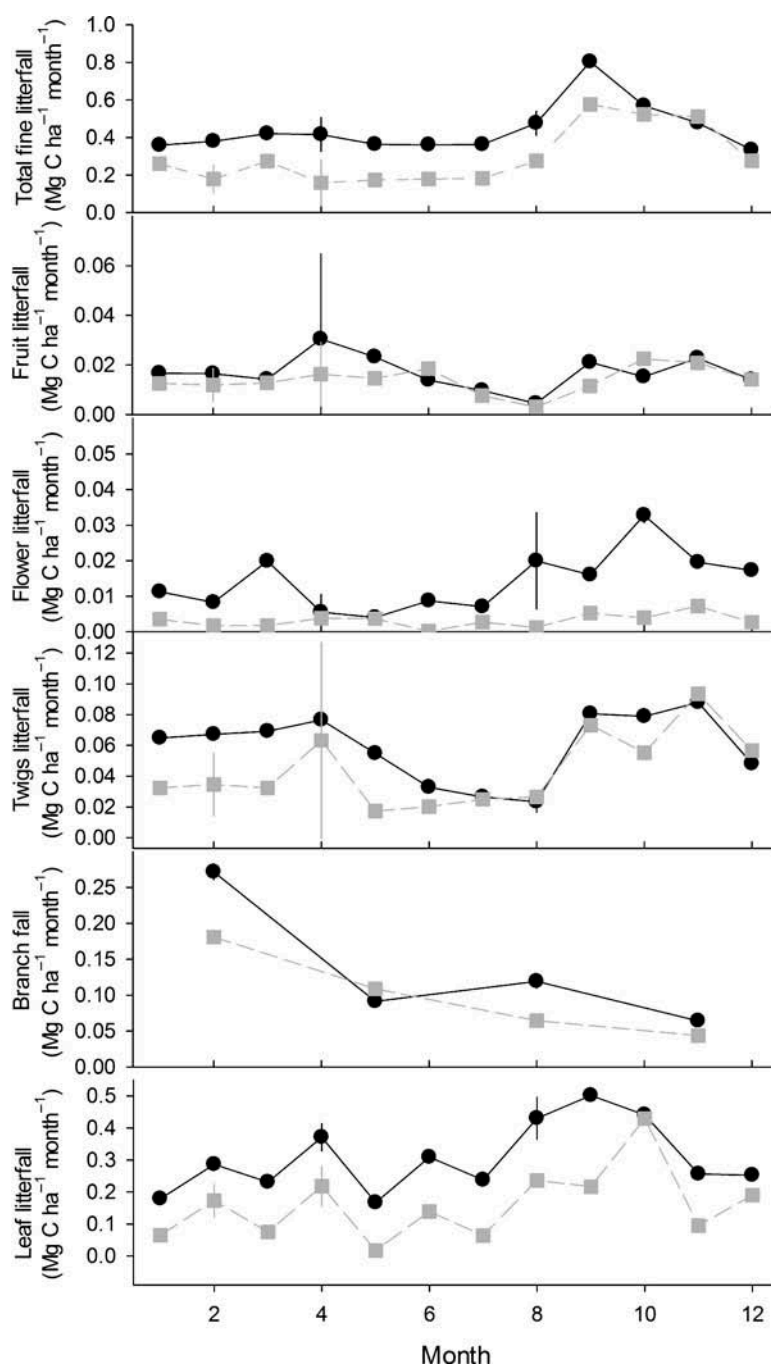 Total fine litterfall
(Mg C ha⁻¹ month⁻¹)
1.0
0.8
0.6
0.4
0.2
0.0
Fruit litterfall
(Mg C ha⁻¹ month⁻¹)
0.06
0.04
0.02
0.00
Flower litterfall
(Mg C ha⁻¹ month⁻¹)
0.05
0.04
0.03
0.02
0.01
0.00
Twigs litterfall
(Mg C ha⁻¹ month⁻¹)
0.12
0.10
0.08
0.06
0.04
0.02
0.00
Branch fall
(Mg C ha⁻¹ month⁻¹)
0.25
0.20
0.15
0.10
0.05
0.00
Leaf litterfall
(Mg C ha⁻¹ month⁻¹)
0.5
0.4
0.3
0.2
0.1
0.0
2 4 6 8 10 12
Month